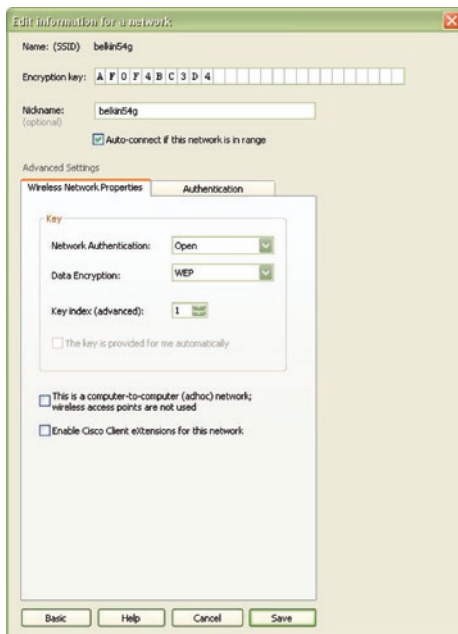 Edit information for a network
Name: (SSID) belkin54g
Encryption key: A F 0 F 4 B C 3 D 4
Nickname: belkin54g
(optional)
Auto-connect if this network is in range
Advanced Settings
Wireless Network Properties Authentication
Key
Network Authentication: Open
Data Encryption: WEP
Key index (advanced): 1
The key is provided for me automatically
This is a computer-to-computer (adhoc) network;
wireless access points are not used
Enable Cisco Client eXtensions for this network
Basic Help Cancel Save